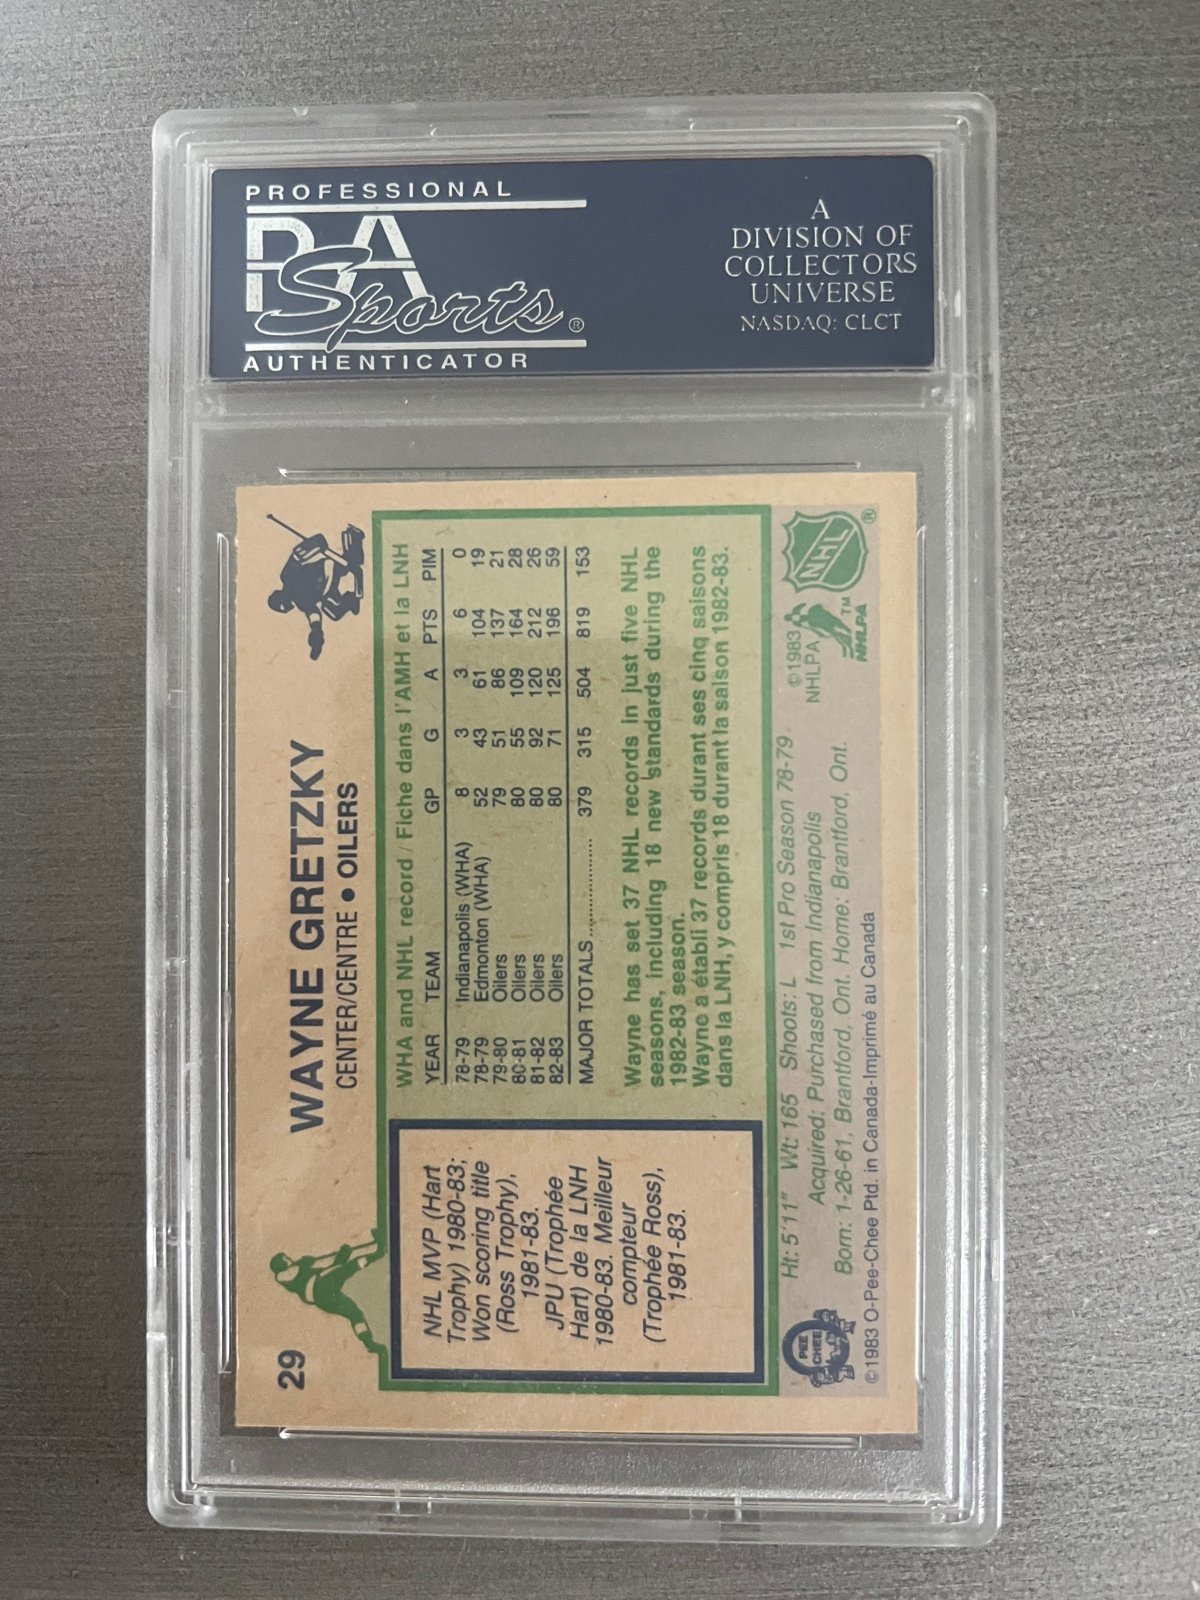 PROFESSIONAL
PSA
Sports®
AUTHENTICATOR
A
DIVISION OF
COLLECTORS
UNIVERSE
NASDAQ: CLCT
29
WAYNE GRETZKY
CENTER/CENTRE • OILERS
NHL MVP (Hart
Trophy) 1980-83;
Won scoring title
(Ross Trophy),
1981-83.
JPU (Trophée
Hart) de la LNH
1980-83. Meilleur
compteur
(Trophée Ross),
1981-83.
WHA and NHL record / Fiche dans l'AMH et la LNH
YEAR TEAM GP G A PTS PIM
78-79 Indianapolis (WHA) 8 3 3 6 0
78-79 Edmonton (WHA) 52 43 61 104 19
79-80 Oilers 79 51 86 137 21
80-81 Oilers 80 55 109 164 28
81-82 Oilers 80 92 120 212 26
82-83 Oilers 80 71 125 196 59
MAJOR TOTALS ............... 379 315 504 819 153
Wayne has set 37 NHL records in just five NHL
seasons, including 18 new standards during the
1982-83 season.
Wayne a établi 37 records durant ses cinq saisons
dans la LNH, y compris 18 durant la saison 1982-83.
Ht: 5'11" Wt: 165 Shoots: L 1st Pro Season 78-79
Acquired: Purchased from Indianapolis
Born: 1-26-61, Brantford, Ont. Home: Brantford, Ont.
O
PEE
CHEE
©1983 O-Pee-Chee Ptd. in Canada-Imprimé au Canada
©1983
NHLPA
NHLPA
TM
NHL
®